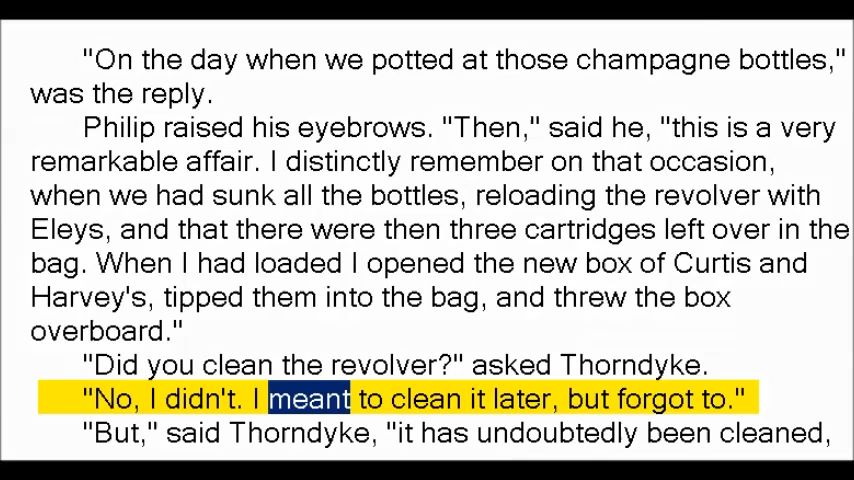 "On the day when we potted at those champagne bottles,"
was the reply.
Philip raised his eyebrows. "Then," said he, "this is a very
remarkable affair. I distinctly remember on that occasion,
when we had sunk all the bottles, reloading the revolver with
Eleys, and that there were then three cartridges left over in the
bag. When I had loaded I opened the new box of Curtis and
Harvey's, tipped them into the bag, and threw the box
overboard."
"Did you clean the revolver?" asked Thorndyke.
"No, I didn't. I meant to clean it later, but forgot to."
"But," said Thorndyke, "it has undoubtedly been cleaned,